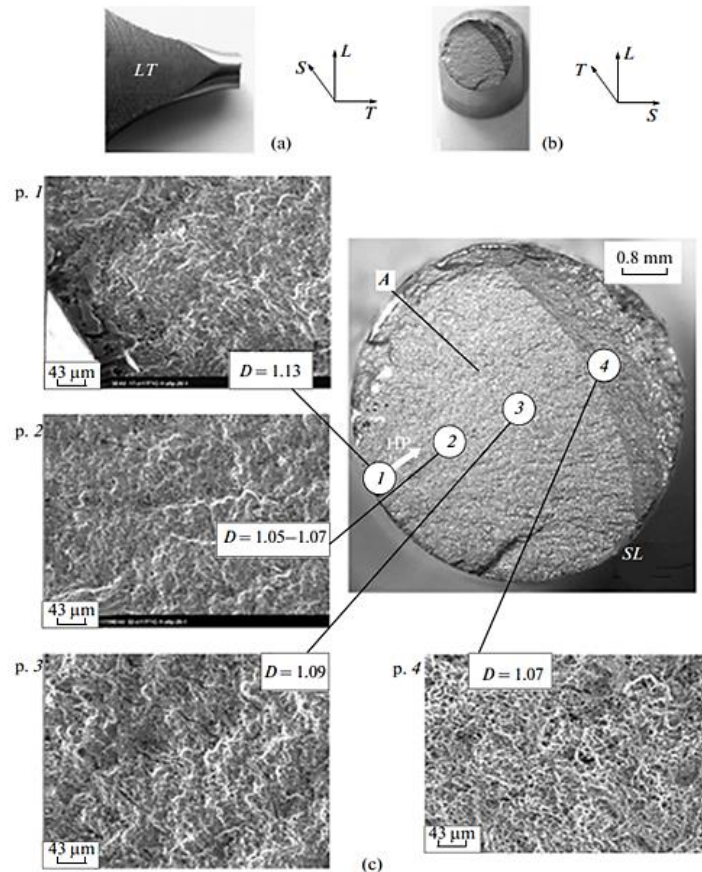 LT
S
L
T
(a)
T
L
S
(b)
p. 1
43 µm
D = 1.13
p. 2
43 µm
D = 1.05–1.07
p. 3
43 µm
D = 1.09
A
0.8 mm
1
2
3
4
SL
p. 4
D = 1.07
43 µm
(c)